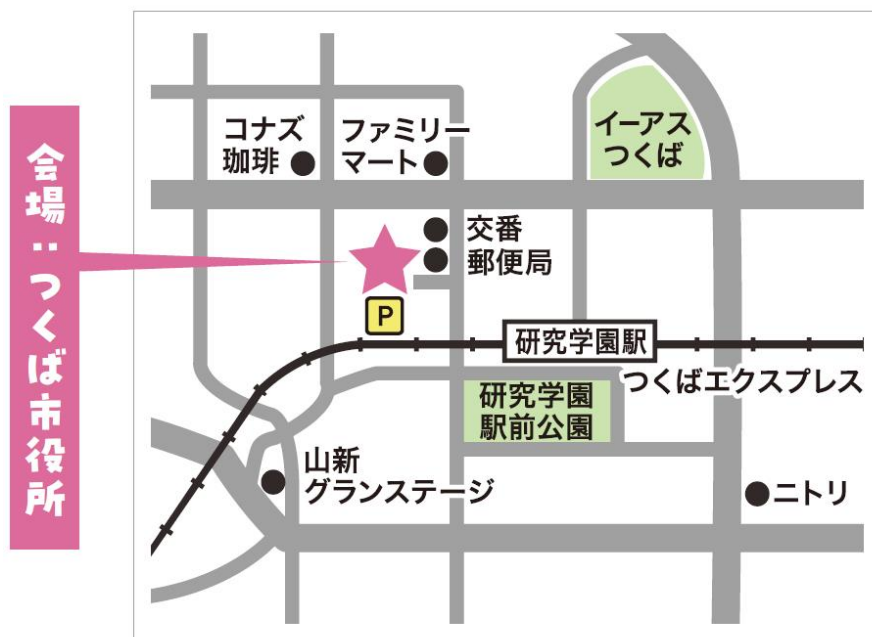 会場：つくば市役所
コナズ
珈琲
ファミリー
マート
イーアス
つくば
交番
郵便局
P
研究学園駅
つくばエクスプレス
研究学園
駅前公園
山新
グランステージ
ニトリ